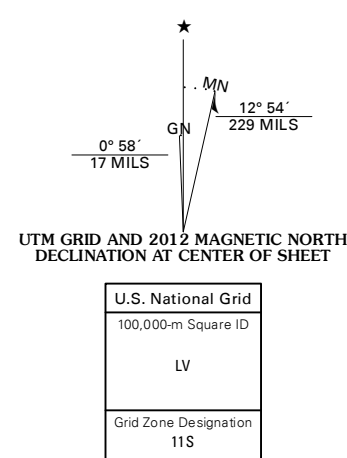 ★
MN
GN
12° 54´
229 MILS
0° 58´
17 MILS
UTM GRID AND 2012 MAGNETIC NORTH
DECLINATION AT CENTER OF SHEET
U.S. National Grid
100,000-m Square ID
LV
Grid Zone Designation
11S